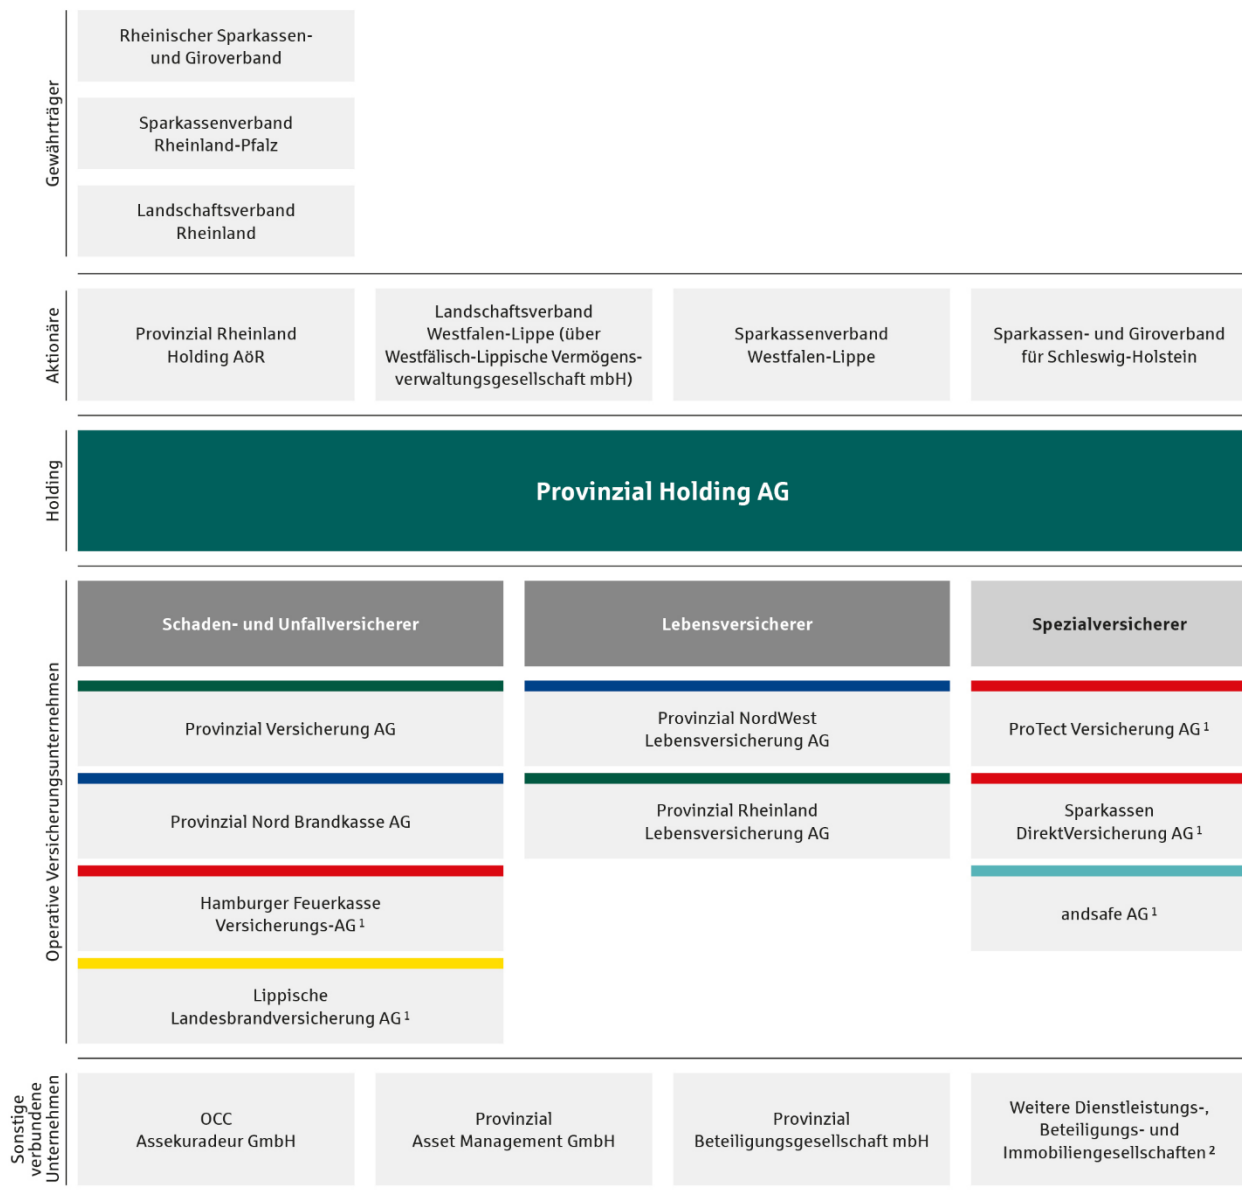 Gewährträger
Rheinischer Sparkassen-
und Giroverband
Sparkassenverband
Rheinland-Pfalz
Landschaftsverband
Rheinland
Aktionäre
Provinzial Rheinland
Holding AöR
Landschaftsverband
Westfalen-Lippe (über
Westfälisch-Lippische Vermögens-
verwaltungsgesellschaft mbH)
Sparkassenverband
Westfalen-Lippe
Sparkassen- und Giroverband
für Schleswig-Holstein
Holding
Provinzial Holding AG
Operative Versicherungsunternehmen
Schaden- und Unfallversicherer
Provinzial Versicherung AG
Provinzial Nord Brandkasse AG
Hamburger Feuerkasse
Versicherungs-AG ¹
Lippische
Landesbrandversicherung AG ¹
Lebensversicherer
Provinzial NordWest
Lebensversicherung AG
Provinzial Rheinland
Lebensversicherung AG
Spezialversicherer
ProTect Versicherung AG ¹
Sparkassen
DirektVersicherung AG ¹
andsafe AG ¹
Sonstige
verbundene
Unternehmen
OCC
Assekuradeur GmbH
Provinzial
Asset Management GmbH
Provinzial
Beteiligungsgesellschaft mbH
Weitere Dienstleistungs-,
Beteiligungs- und
Immobiliengesellschaften ²